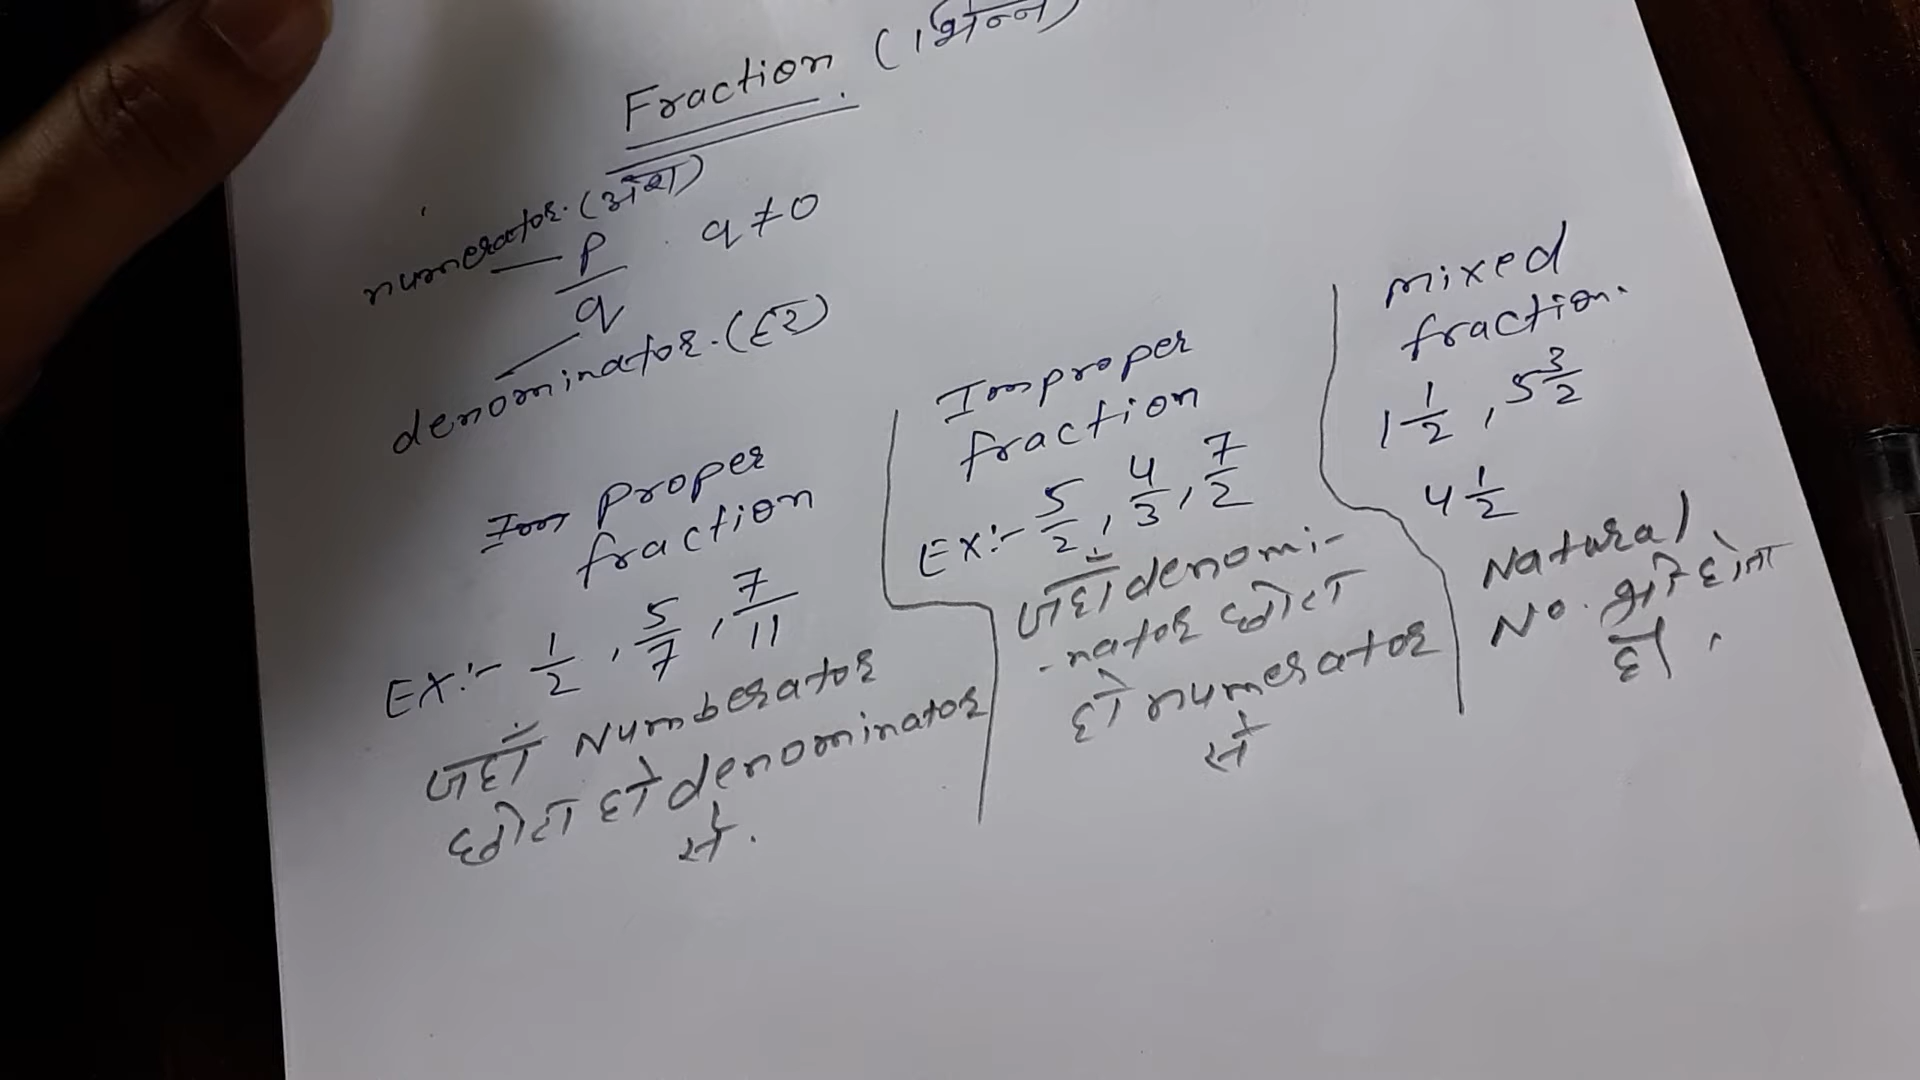 Fraction (भिन्न)
numerator. (अंश)
p/q q≠0
denominator. (हर)
Proper
fraction
Ex:- 1/2, 5/7, 7/11
जहाँ Numberator
छोटा हो denominator
से.
Improper
fraction
Ex:- 5/2, 4/3, 7/2
जहाँ denomi-
-nator छोटा
हो numerator
से
mixed
fraction.
1 1/2, 5 3/2
4 1/2
Natural
No. भी होता
है।